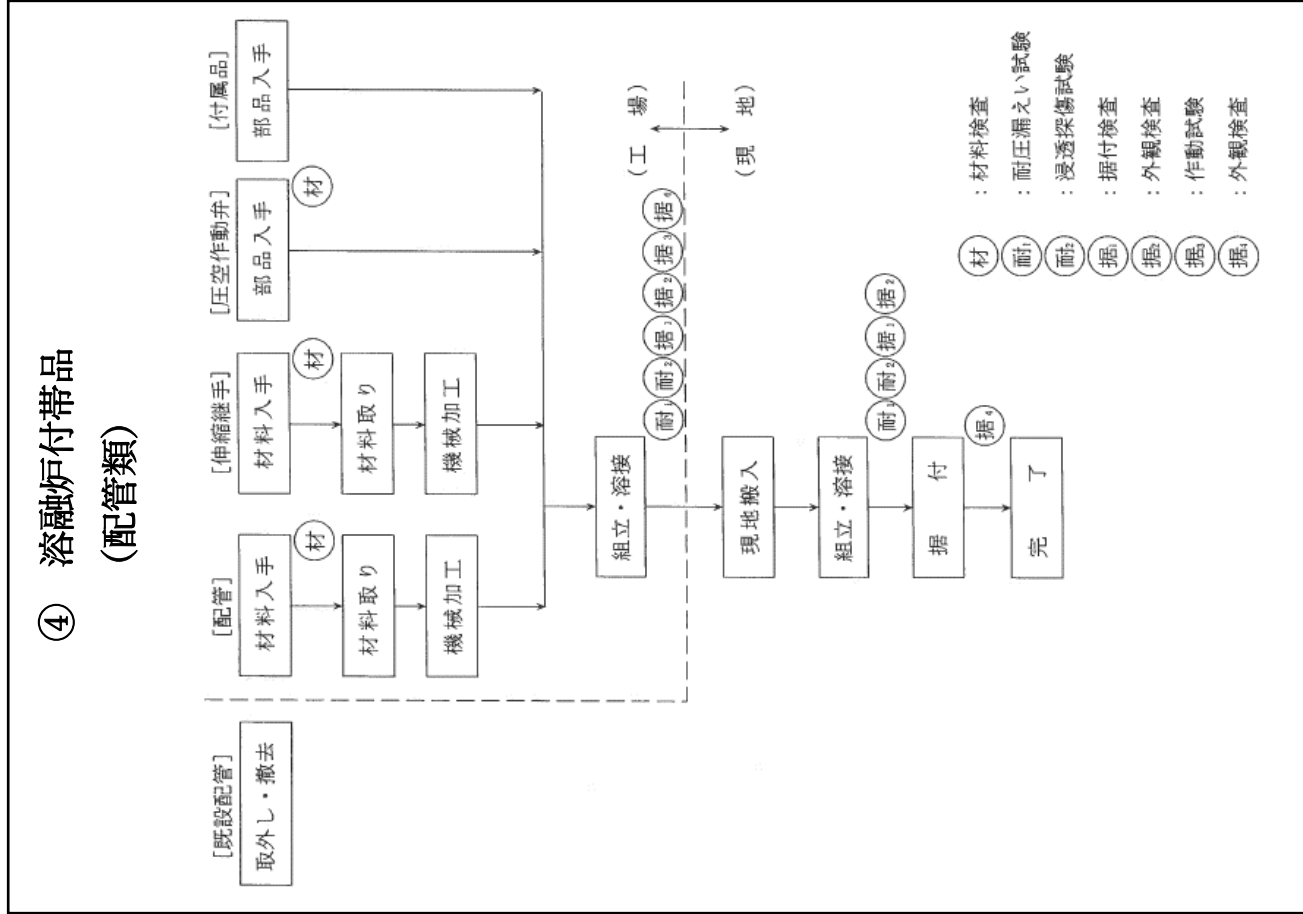 ④ 溶融炉付帯品
(配管類)
[既設配管]
取外し・撤去
[配管]
材料入手
材
材料取り
機械加工
[伸縮継手]
材料入手
材
材料取り
機械加工
[圧空作動弁]
部品入手
材
[付属品]
部品入手
組立・溶接
耐1 耐2 据1 据2 据3 据4
(工 場)
(現 地)
現地搬入
組立・溶接
耐1 耐2 据1 据2
据 付
据4
完 了
材 :材料検査
耐1 :耐圧漏えい試験
耐2 :浸透探傷試験
据1 :据付検査
据2 :外観検査
据3 :作動試験
据4 :外観検査